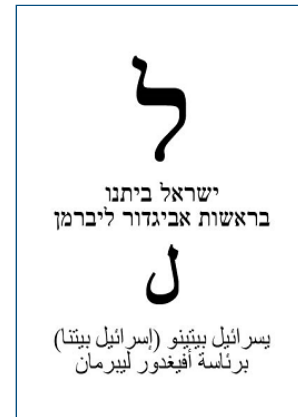 ל
ישראל ביתנו
בראשות אביגדור ליברמן
ل
يسرائيل بيتينو (إسرائيل بيتنا)
برئاسة أفيغدور ليبرمان